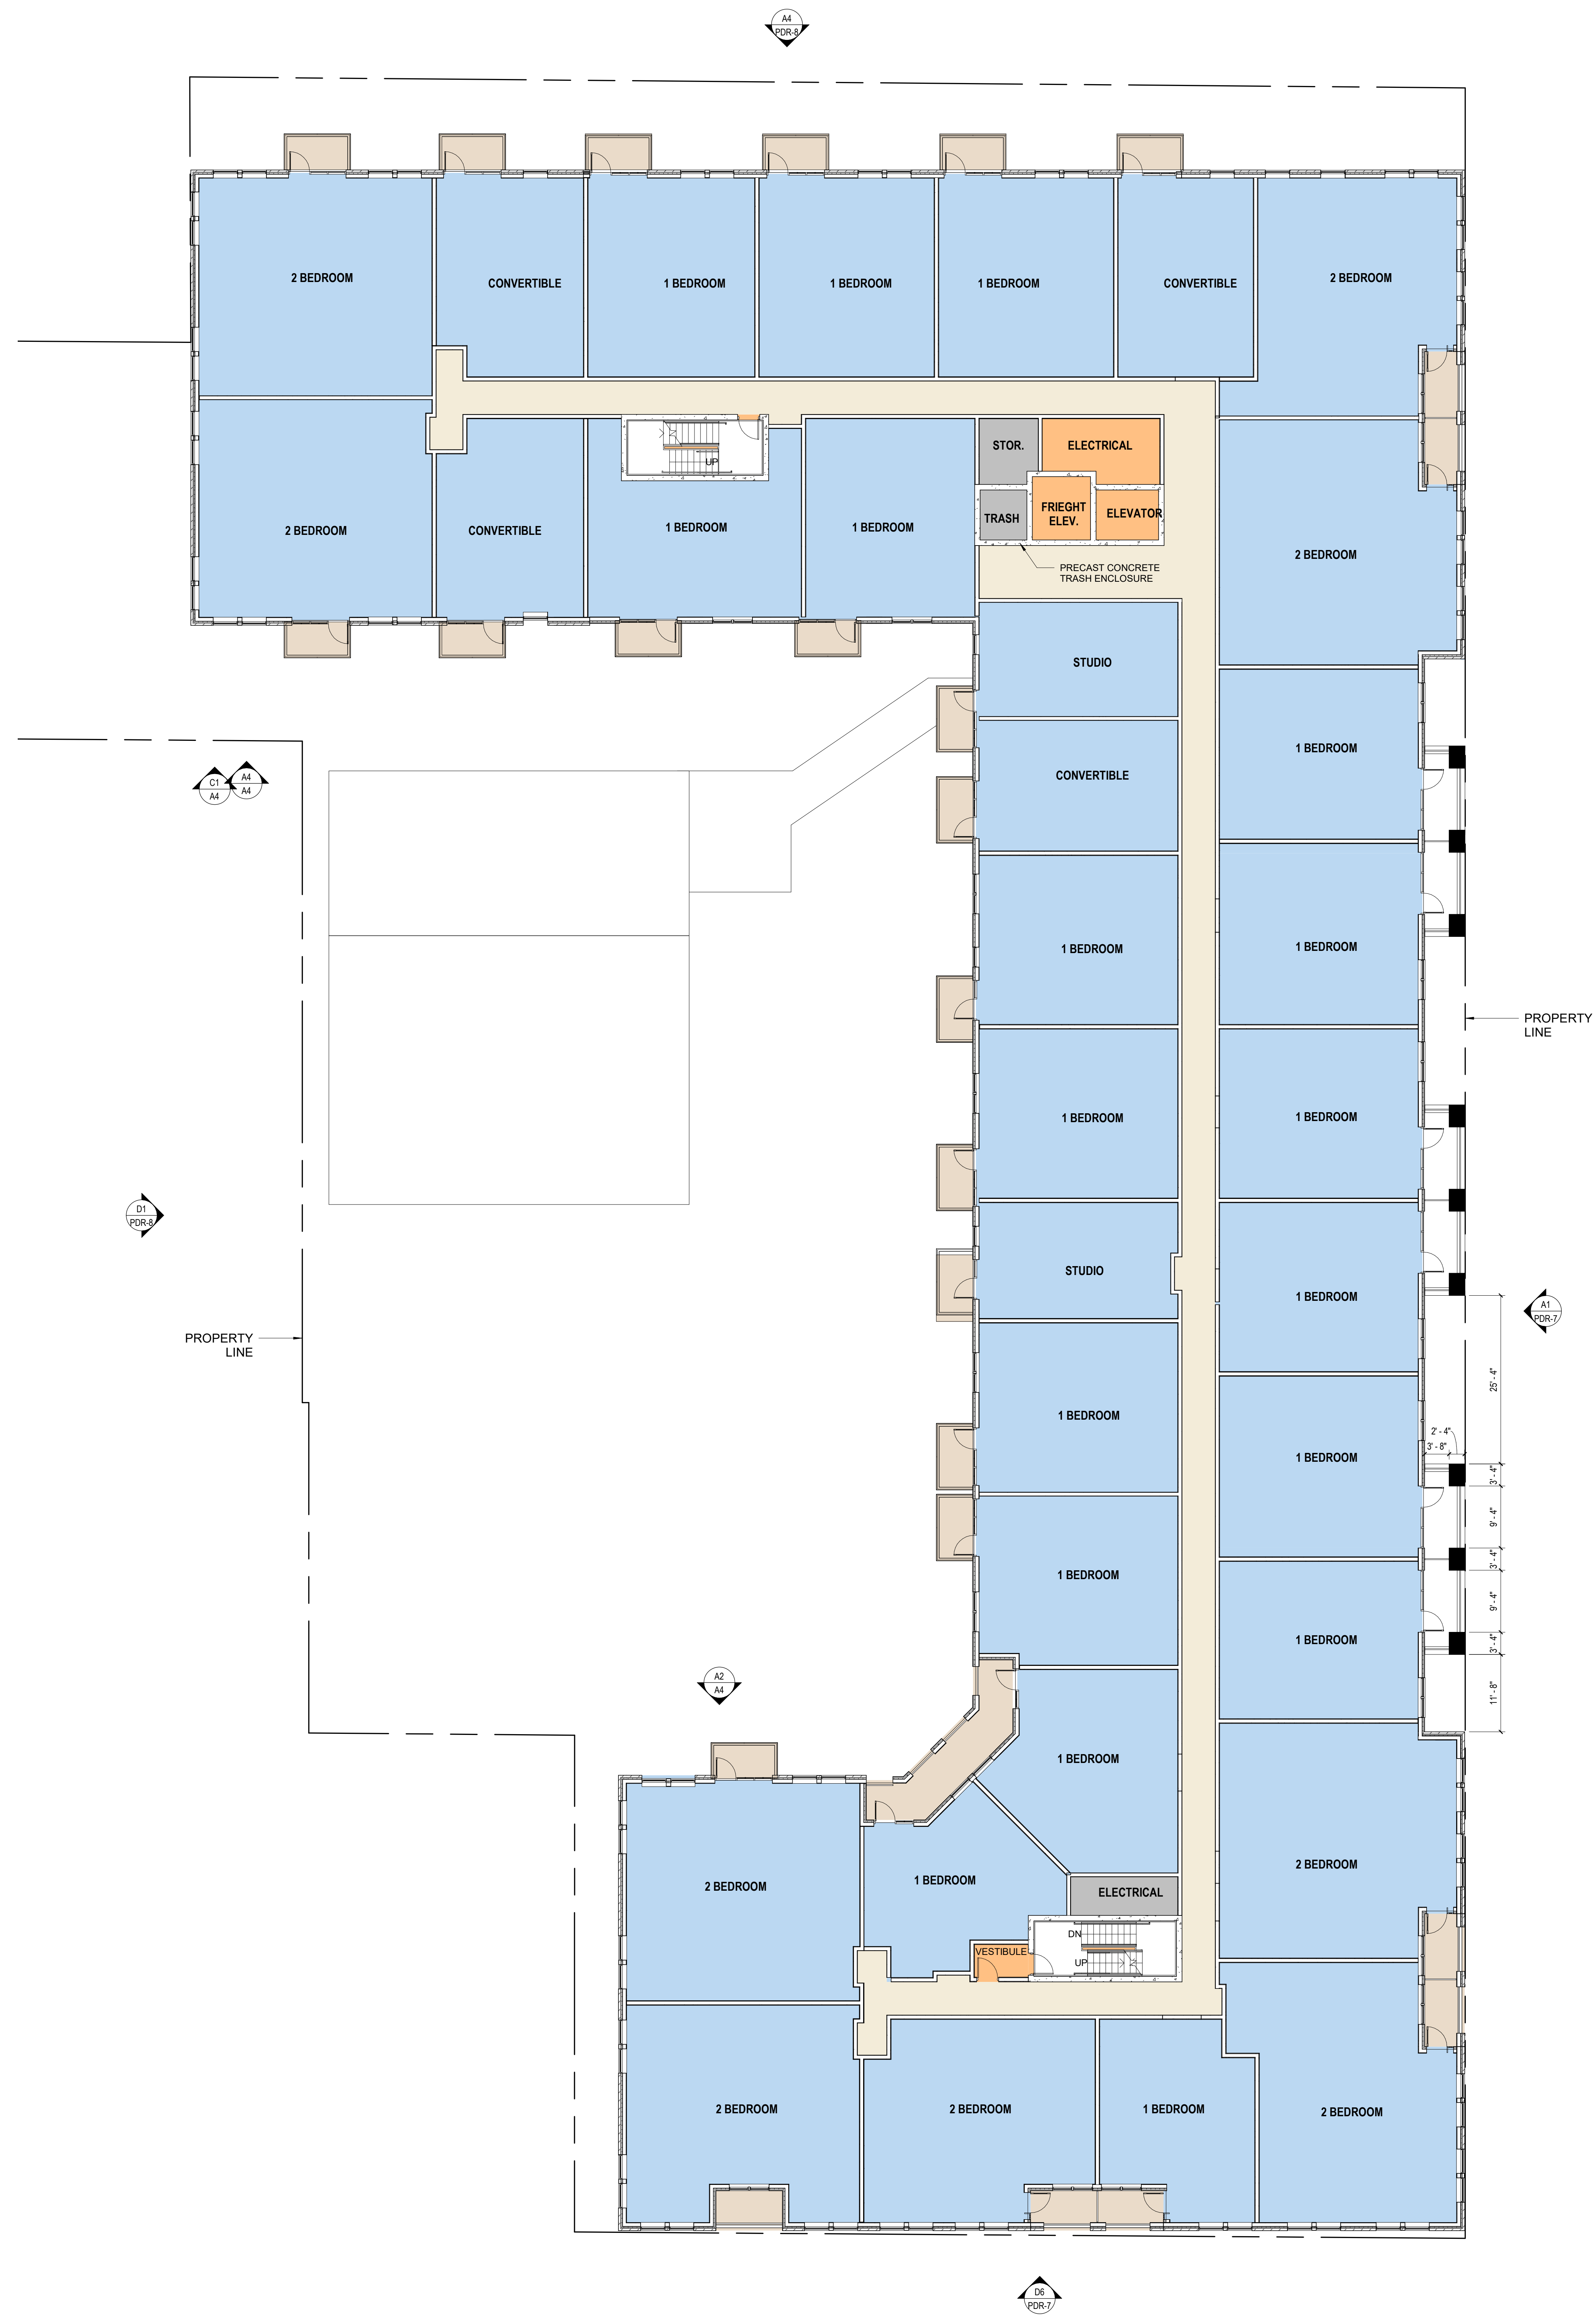 A4
PDR-8
2 BEDROOM
CONVERTIBLE
1 BEDROOM
1 BEDROOM
1 BEDROOM
CONVERTIBLE
2 BEDROOM
UP
STOR.
ELECTRICAL
2 BEDROOM
CONVERTIBLE
1 BEDROOM
1 BEDROOM
TRASH
FRIEGHT
ELEV.
ELEVATOR
2 BEDROOM
PRECAST CONCRETE
TRASH ENCLOSURE
STUDIO
1 BEDROOM
C1
A4
A4
A4
CONVERTIBLE
1 BEDROOM
1 BEDROOM
PROPERTY
LINE
1 BEDROOM
1 BEDROOM
D1
PDR-8
STUDIO
1 BEDROOM
A1
PDR-7
PROPERTY
LINE
25' - 4"
1 BEDROOM
2' - 4"
3' - 8"
1 BEDROOM
3' - 4"
9' - 4"
3' - 4"
9' - 4"
3' - 4"
11' - 8"
1 BEDROOM
1 BEDROOM
A2
A4
1 BEDROOM
2 BEDROOM
1 BEDROOM
2 BEDROOM
ELECTRICAL
DN
VESTIBULE
UP
2 BEDROOM
2 BEDROOM
1 BEDROOM
2 BEDROOM
D6
PDR-7